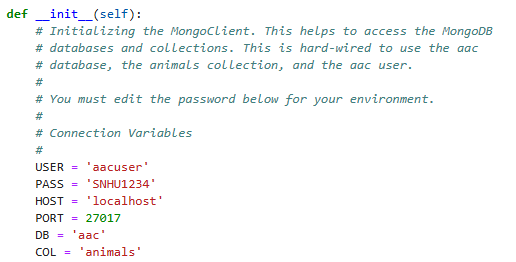 def __init__(self):
    # Initializing the MongoClient. This helps to access the MongoDB
    # databases and collections. This is hard-wired to use the aac
    # database, the animals collection, and the aac user.
    #
    # You must edit the password below for your environment.
    #
    # Connection Variables
    #
    USER = 'aacuser'
    PASS = 'SNHU1234'
    HOST = 'localhost'
    PORT = 27017
    DB = 'aac'
    COL = 'animals'